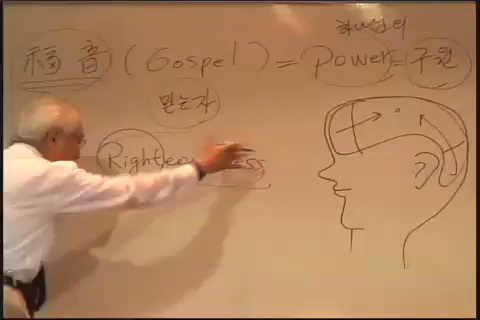 하나님의
福音 (Gospel) = Power = 구원
믿는자
Righteousness